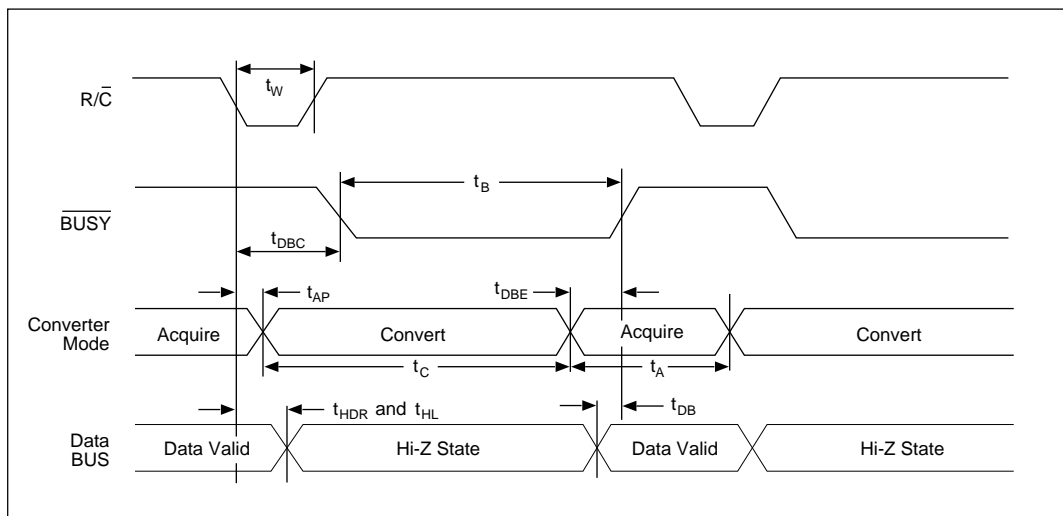 t_W
R/C̅
t_B
B̅U̅S̅Y̅
t_DBC
t_AP
t_DBE
Converter
Mode
Acquire
Convert
Acquire
Convert
t_C
t_A
t_HDR and t_HL
t_DB
Data
BUS
Data Valid
Hi-Z State
Data Valid
Hi-Z State